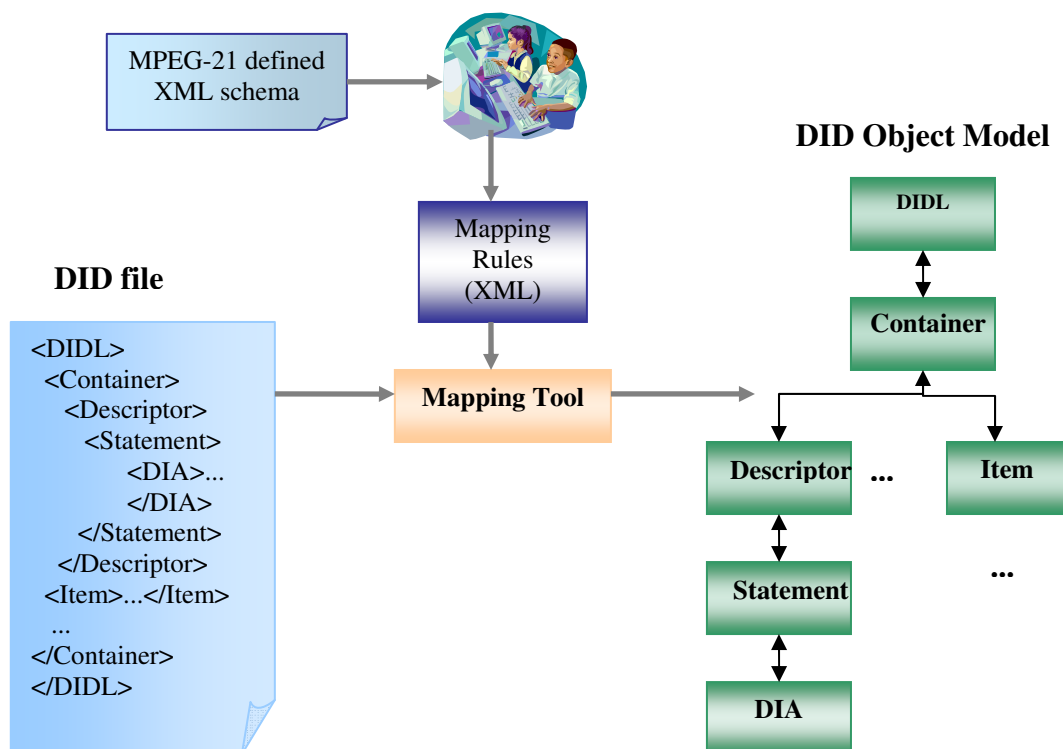 MPEG-21 defined
XML schema
Mapping
Rules
(XML)
DID file
<DIDL>
<Container>
<Descriptor>
<Statement>
<DIA>...
</DIA>
</Statement>
</Descriptor>
<Item>...</Item>
...
</Container>
</DIDL>
Mapping Tool
DID Object Model
DIDL
Container
Descriptor
...
Item
Statement
...
DIA